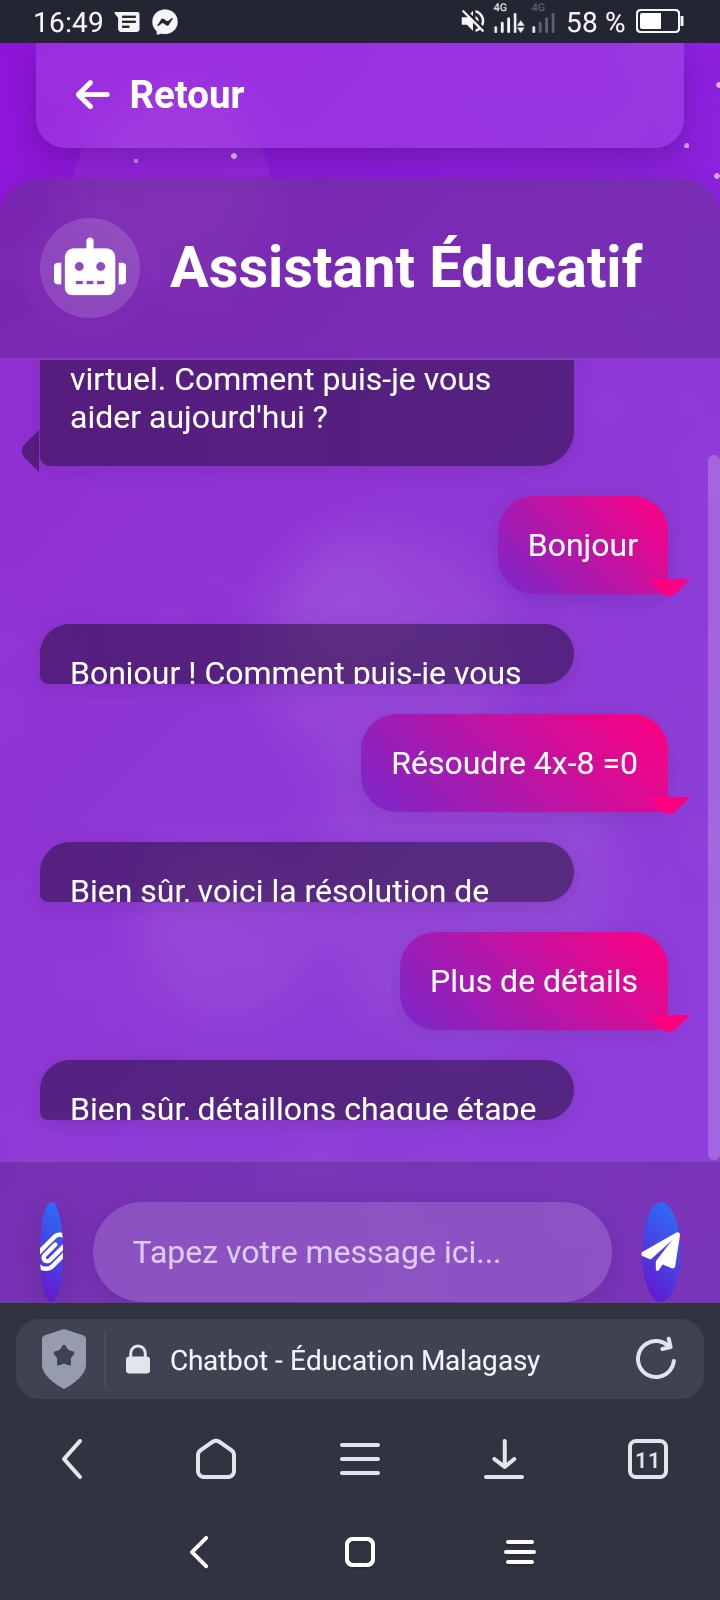 16:49
4G 4G 58 %
Retour
Assistant Éducatif
virtuel. Comment puis-je vous
aider aujourd'hui ?
Bonjour
Bonjour ! Comment puis-je vous
Résoudre 4x-8 =0
Bien sûr, voici la résolution de
Plus de détails
Bien sûr, détaillons chaque étape
Tapez votre message ici...
Chatbot - Éducation Malagasy
11